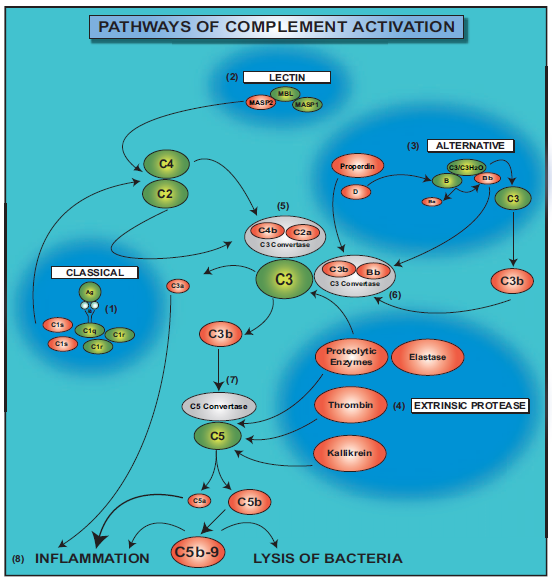 PATHWAYS OF COMPLEMENT ACTIVATION
(2) LECTIN
MBL
MASP2 MASP1
(3) ALTERNATIVE
Properdin
C3/C3H2O
D
B
Bb
Ba
C3
C4
C2
(5)
C4b C2a
C3 Convertase
C3
C3b Bb
C3 Convertase
(6)
C3b
CLASSICAL
Ag
(1)
C1s C1q C1r
C1s C1r
C3a
C3b
(7)
Proteolytic
Enzymes
Elastase
C5 Convertase
Thrombin
(4) EXTRINSIC PROTEASE
C5
Kallikrein
C5a C5b
C5b-9
(8) INFLAMMATION
LYSIS OF BACTERIA